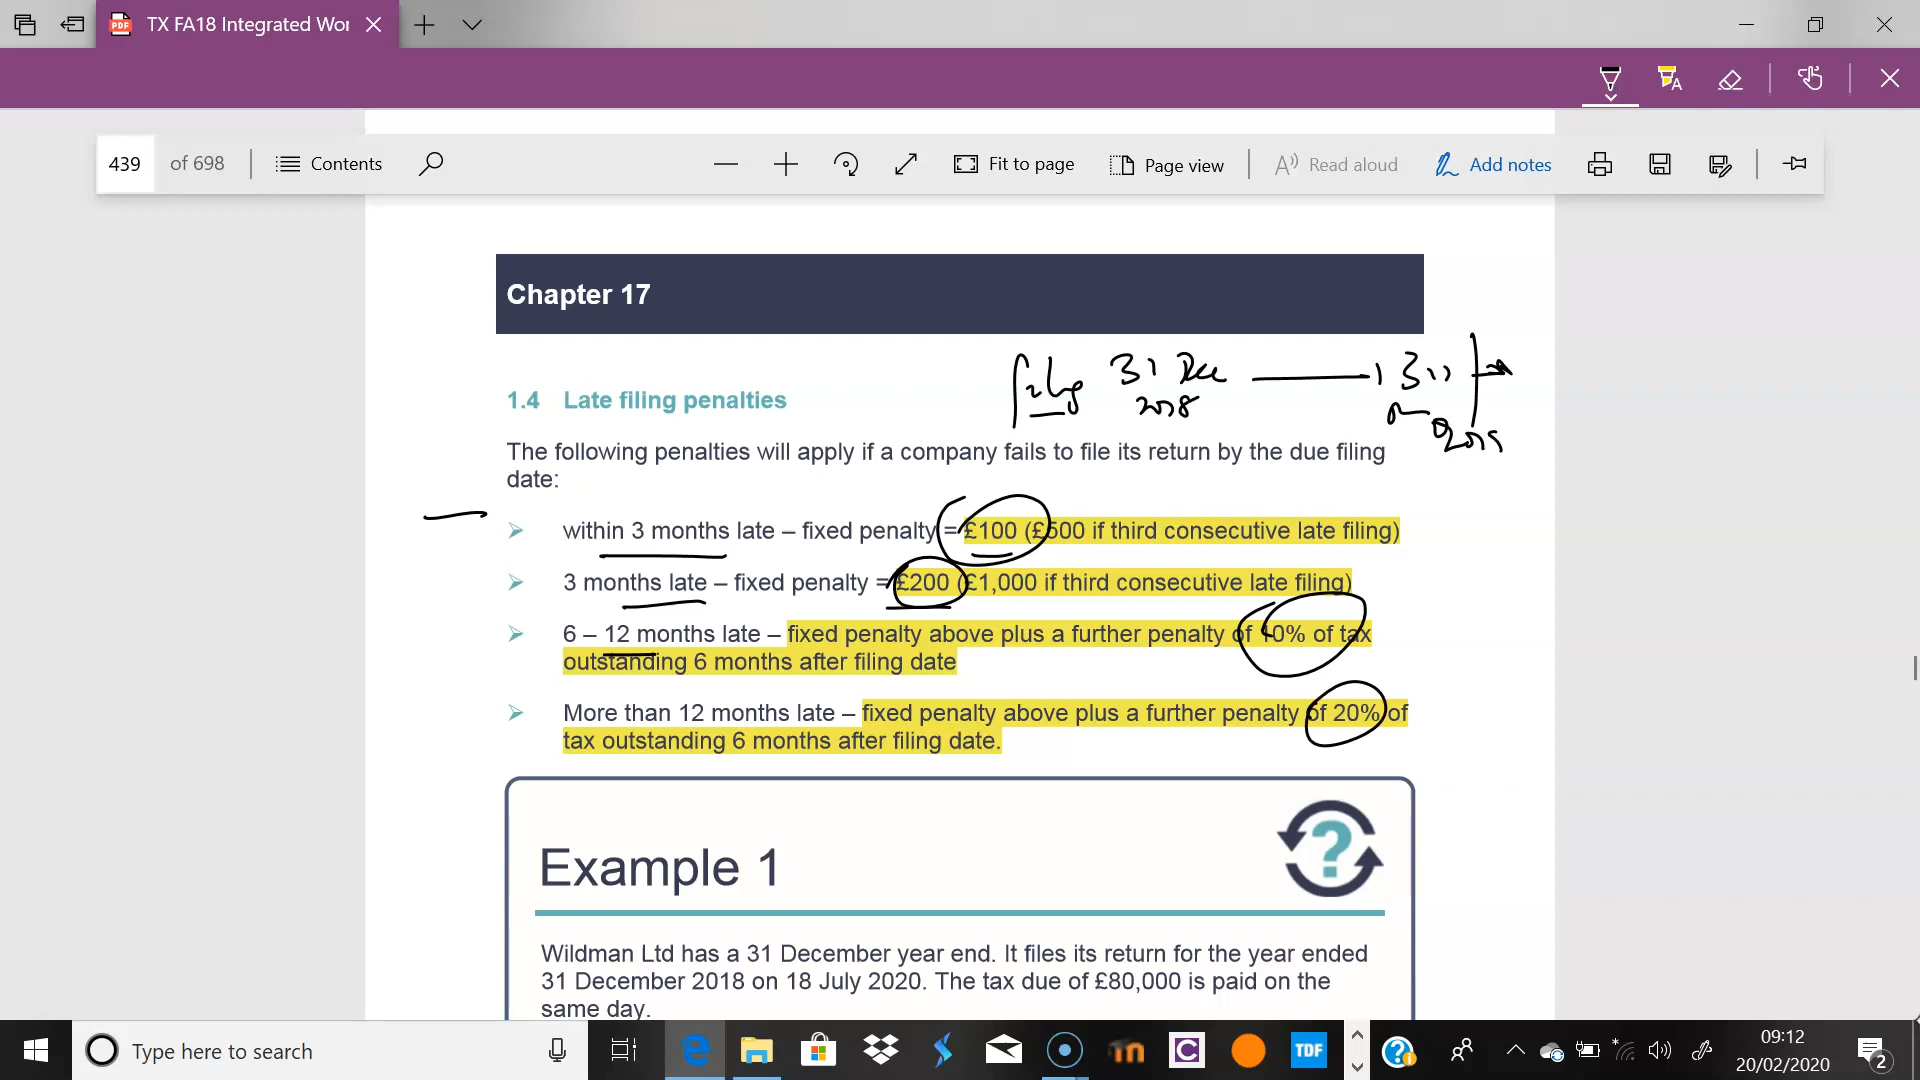 TX FA18 Integrated Wor
439 of 698 Contents Fit to page Page view Read aloud Add notes
Chapter 17
filing 31 Dec
2018
1.4 Late filing penalties
The following penalties will apply if a company fails to file its return by the due filing
date:
within 3 months late – fixed penalty = £100 (£500 if third consecutive late filing)
3 months late – fixed penalty = £200 (£1,000 if third consecutive late filing)
6 – 12 months late – fixed penalty above plus a further penalty of 10% of tax
outstanding 6 months after filing date
More than 12 months late – fixed penalty above plus a further penalty of 20% of
tax outstanding 6 months after filing date.
Example 1
Wildman Ltd has a 31 December year end. It files its return for the year ended
31 December 2018 on 18 July 2020. The tax due of £80,000 is paid on the
same day.
Type here to search
TDF
09:12
20/02/2020
2